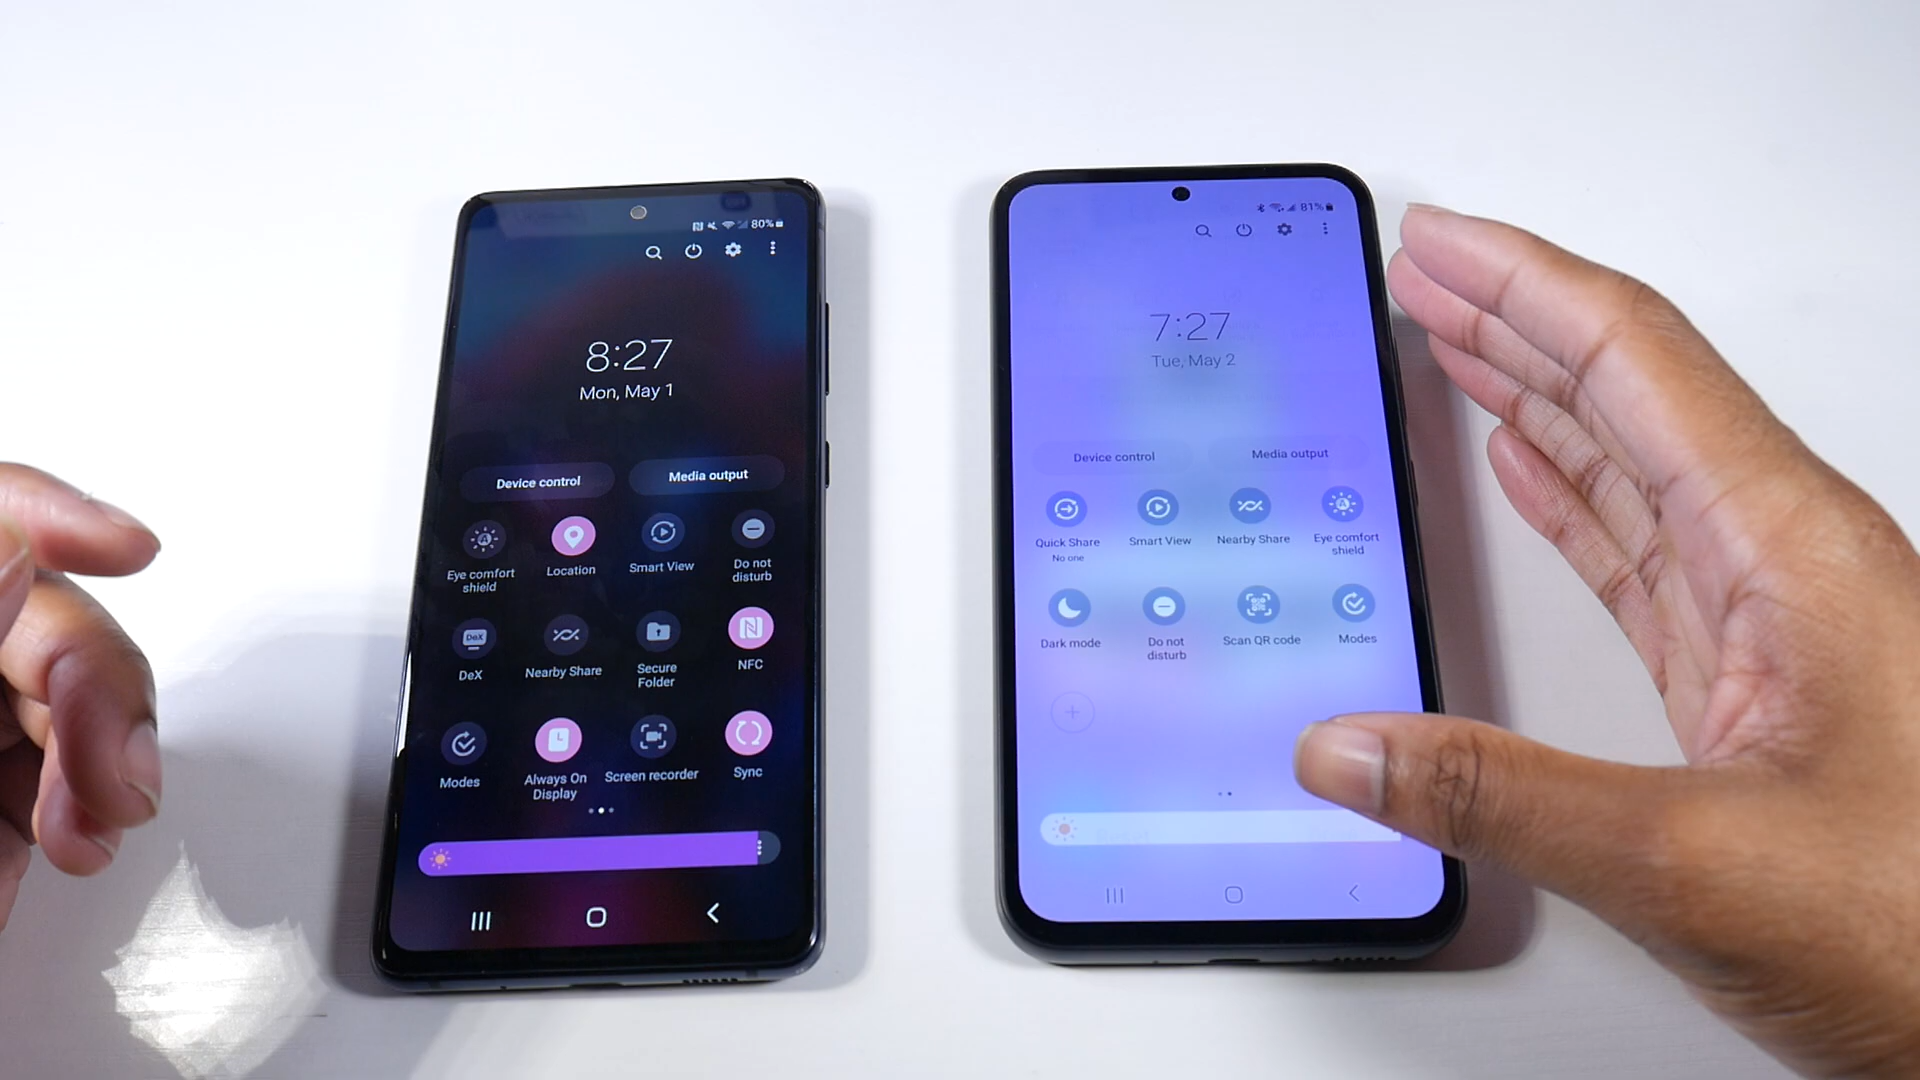 80%
8:27
Mon, May 1
Device control
Media output
Eye comfort
shield
Location
Smart View
Do not
disturb
DeX
DeX
Nearby Share
Secure
Folder
NFC
Modes
Always On
Display
Screen recorder
Sync
81%
7:27
Tue, May 2
Device control
Media output
Quick Share
No one
Smart View
Nearby Share
Eye comfort
shield
Dark mode
Do not
disturb
Scan QR code
Modes